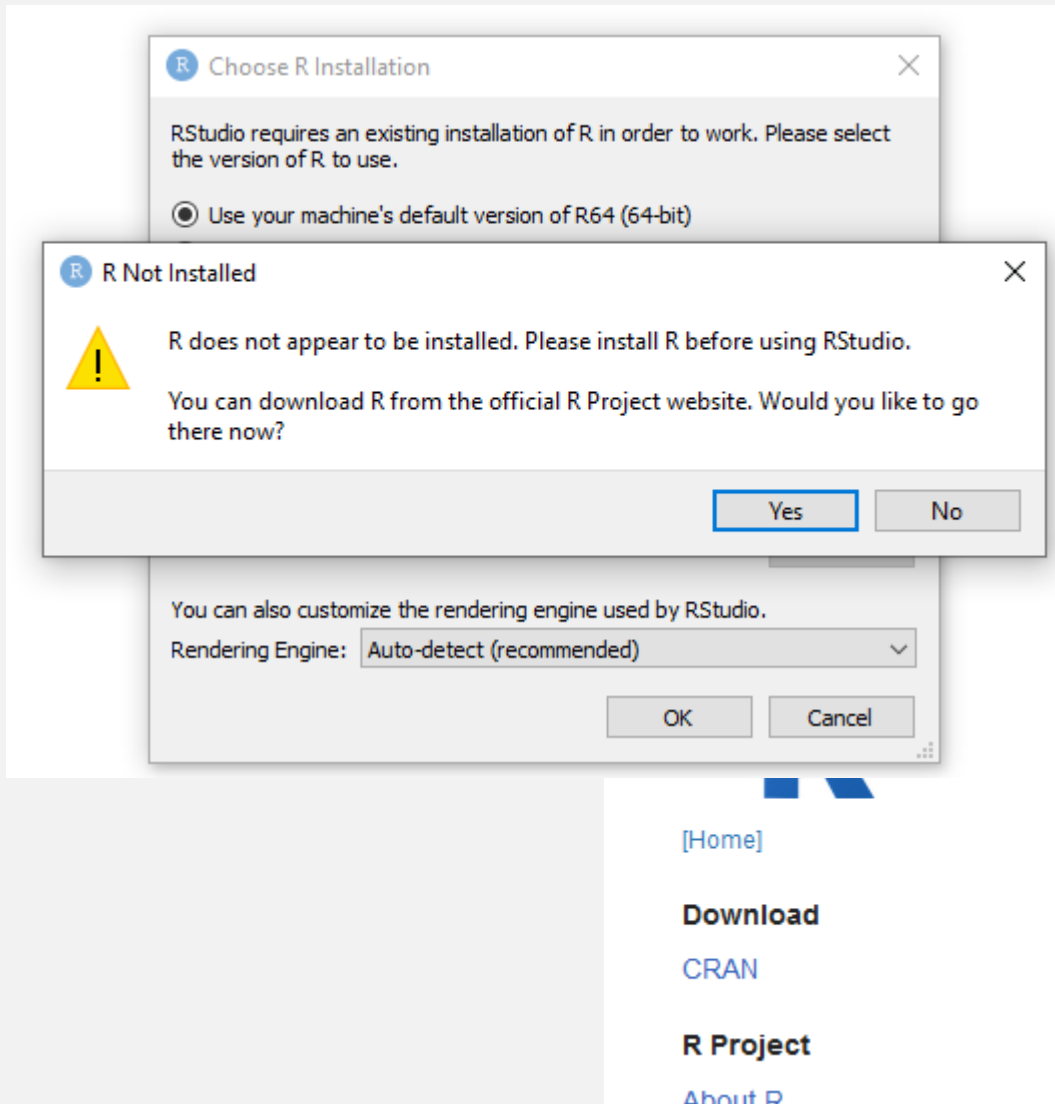 R Choose R Installation
RStudio requires an existing installation of R in order to work. Please select
the version of R to use.
Use your machine's default version of R64 (64-bit)
R R Not Installed
R does not appear to be installed. Please install R before using RStudio.
You can download R from the official R Project website. Would you like to go
there now?
Yes No
You can also customize the rendering engine used by RStudio.
Rendering Engine: Auto-detect (recommended)
OK Cancel
[Home]
Download
CRAN
R Project
About R